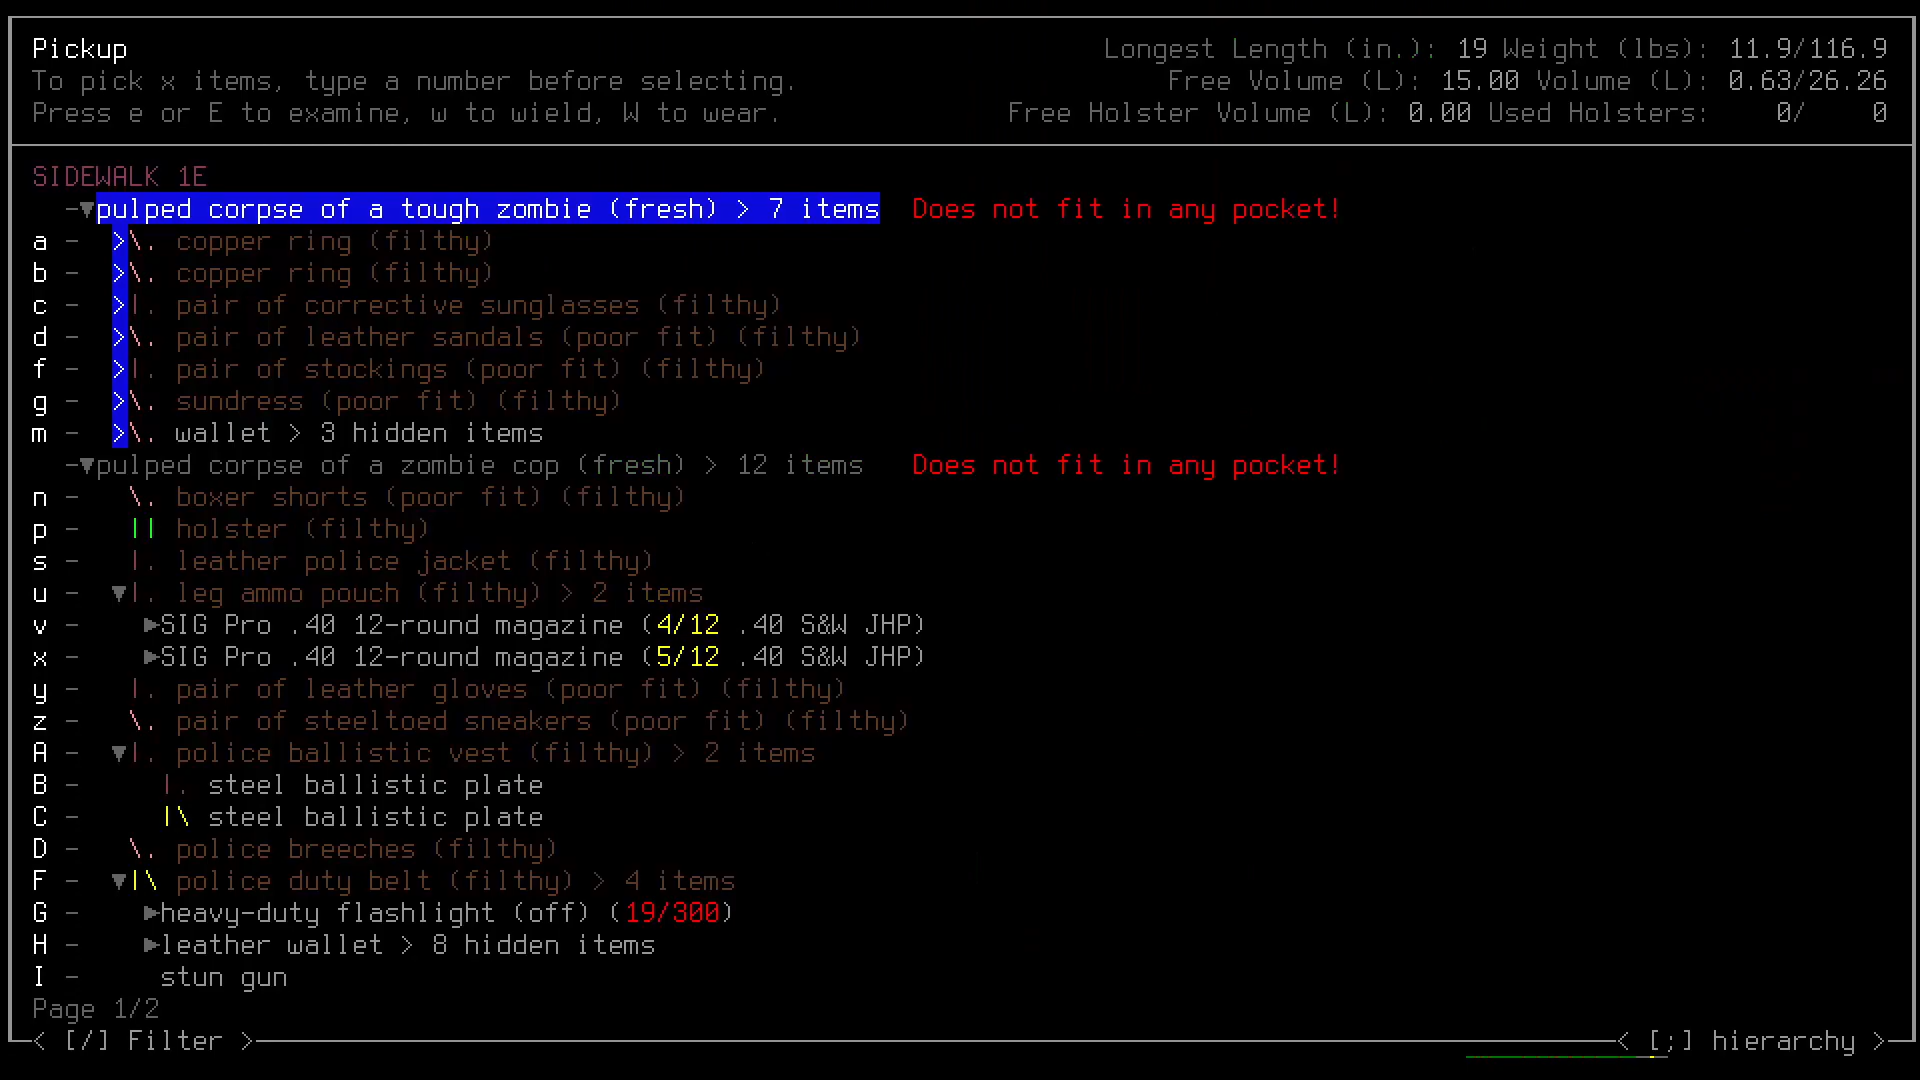 Pickup
Longest Length (in.): 19 Weight (lbs): 11.9/116.9
To pick x items, type a number before selecting.
Free Volume (L): 15.00 Volume (L): 0.63/26.26
Press e or E to examine, w to wield, W to wear.
Free Holster Volume (L): 0.00 Used Holsters: 0/ 0
SIDEWALK 1E
-▼pulped corpse of a tough zombie (fresh) > 7 items Does not fit in any pocket!
a - >\. copper ring (filthy)
b - >\. copper ring (filthy)
c - >|. pair of corrective sunglasses (filthy)
d - >\. pair of leather sandals (poor fit) (filthy)
f - >|. pair of stockings (poor fit) (filthy)
g - >\. sundress (poor fit) (filthy)
m - >\. wallet > 3 hidden items
-▼pulped corpse of a zombie cop (fresh) > 12 items Does not fit in any pocket!
n - \. boxer shorts (poor fit) (filthy)
p - || holster (filthy)
s - |. leather police jacket (filthy)
u - ▼|. leg ammo pouch (filthy) > 2 items
v - ►SIG Pro .40 12-round magazine (4/12 .40 S&W JHP)
x - ►SIG Pro .40 12-round magazine (5/12 .40 S&W JHP)
y - |. pair of leather gloves (poor fit) (filthy)
z - \. pair of steeltoed sneakers (poor fit) (filthy)
A - ▼|. police ballistic vest (filthy) > 2 items
B - |. steel ballistic plate
C - |\ steel ballistic plate
D - \. police breeches (filthy)
F - ▼|\ police duty belt (filthy) > 4 items
G - ►heavy-duty flashlight (off) (19/300)
H - ►leather wallet > 8 hidden items
I - stun gun
Page 1/2
< [/] Filter >
< [;] hierarchy >